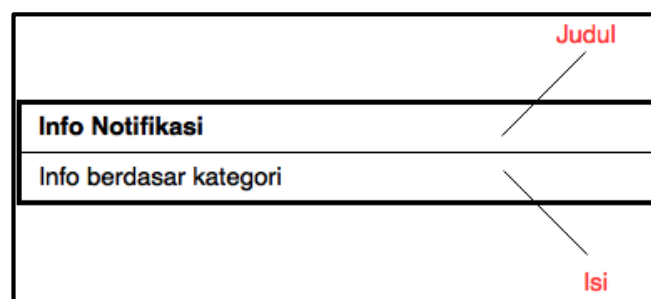 Judul
Info Notifikasi
Info berdasar kategori
Isi